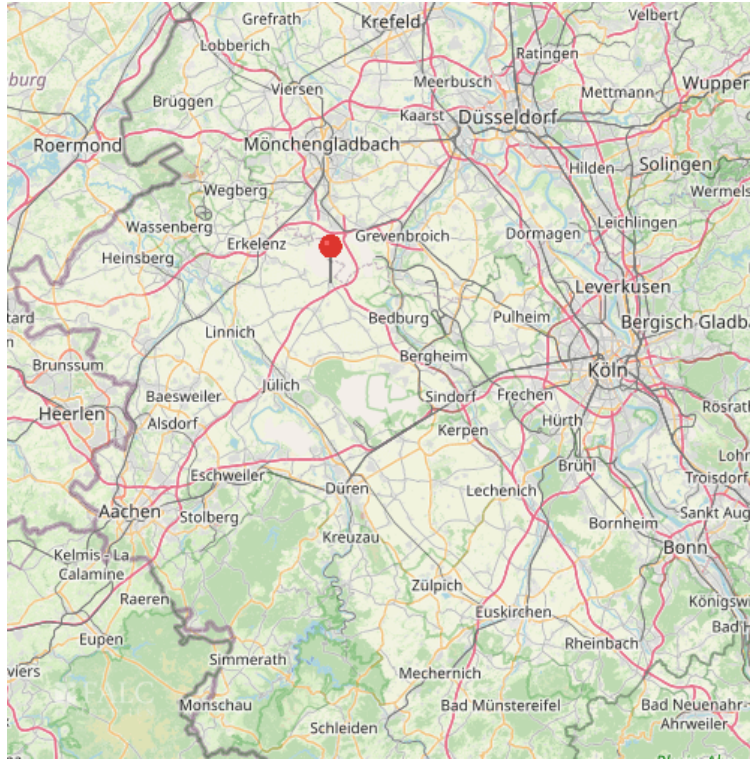 Grefrath
Krefeld
Velbert
Lobberich
Ratingen
burg
Viersen
Meerbusch
Mettmann
Wupper
Brüggen
Kaarst
Düsseldorf
Roermond
Mönchengladbach
Hilden
Solingen
Wegberg
Wermels
Wassenberg
Leichlingen
Erkelenz
Grevenbroich
Dormagen
Heinsberg
Leverkusen
tard
Linnich
Bedburg
Pulheim
Bergisch Gladba
n
Brunssum
Bergheim
Köln
Jülich
Baesweiler
Sindorf
Frechen
Heerlen
Rösrath
Alsdorf
Kerpen
Hürth
Lohm
Eschweiler
Brühl
Troisdorf
Düren
Lechenich
Aachen
Stolberg
Sankt Aug
Bornheim
Kreuzau
Bonn
Kelmis - La
Calamine
Zülpich
Raeren
Königswi
Euskirchen
Bad H
Eupen
Rheinbach
viers
Simmerath
Mechernich
Monschau
Bad Münstereifel
Bad Neuenahr-
Ahrweiler
Schleiden